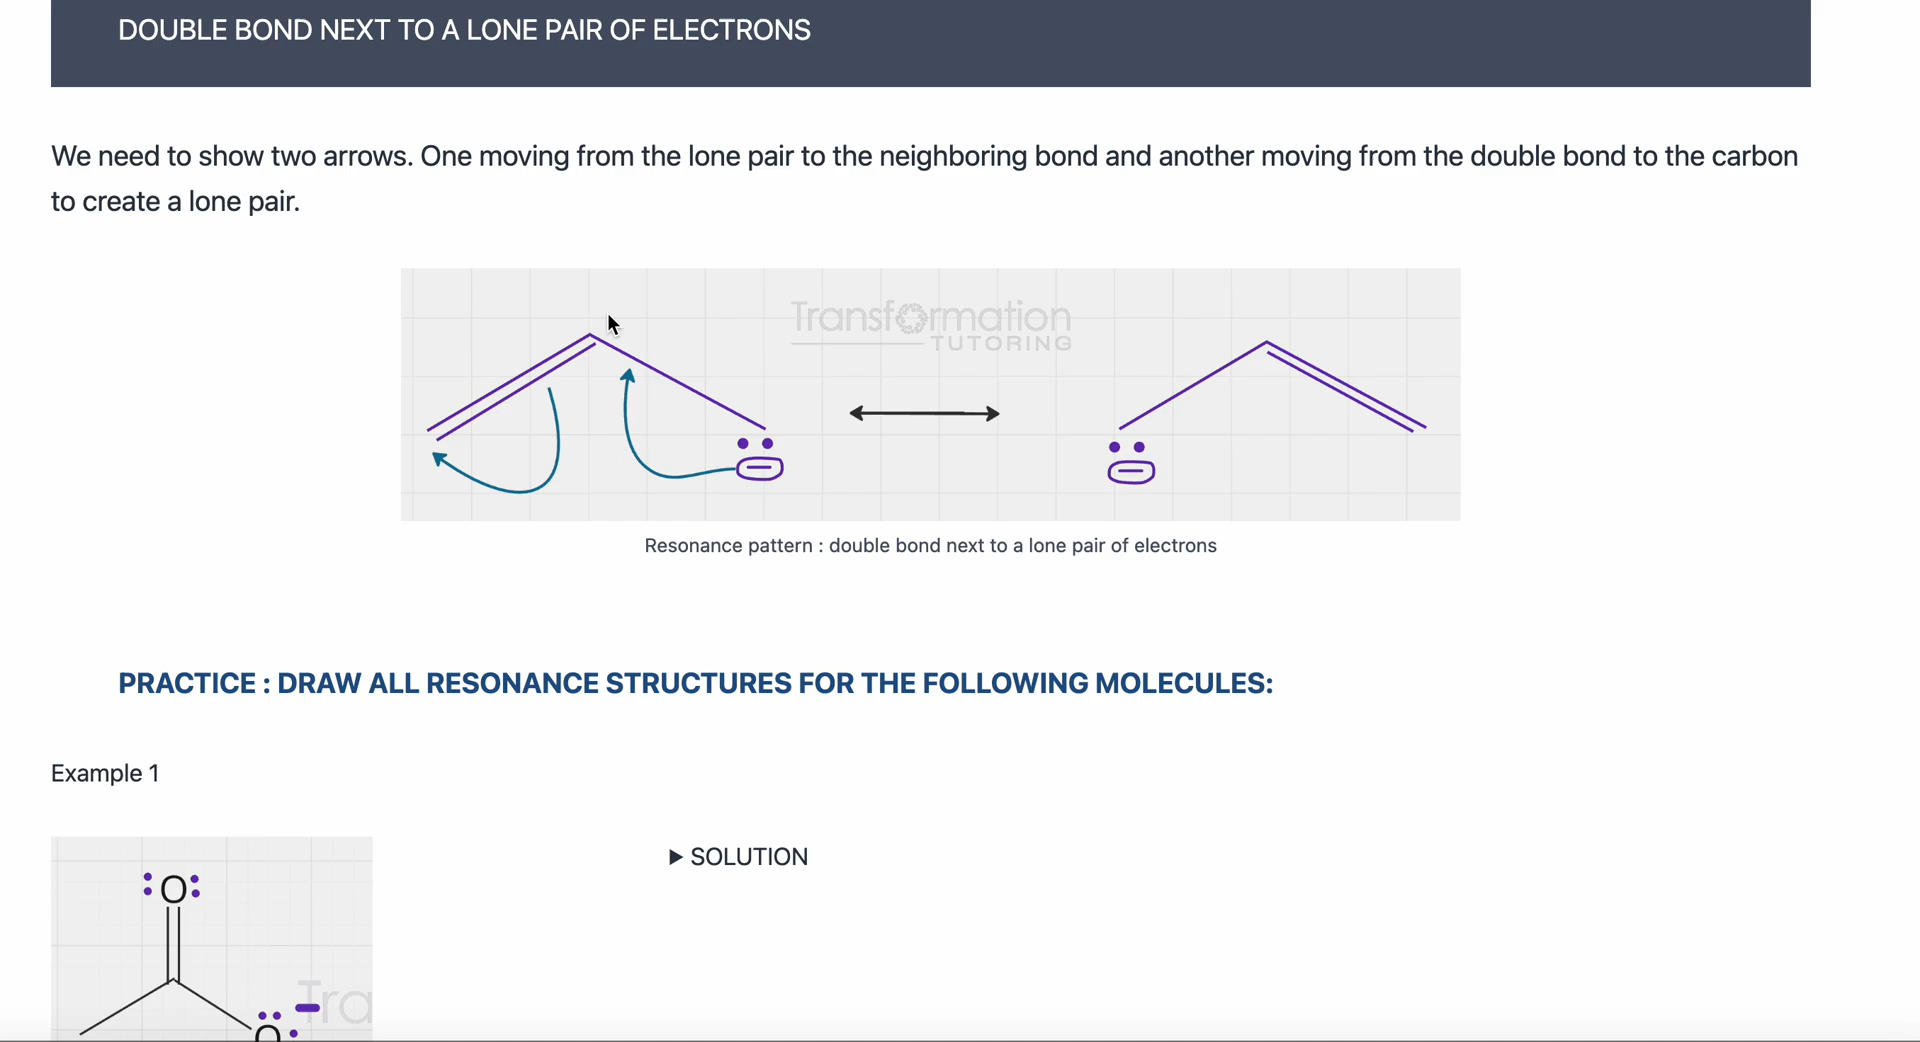 DOUBLE BOND NEXT TO A LONE PAIR OF ELECTRONS
We need to show two arrows. One moving from the lone pair to the neighboring bond and another moving from the double bond to the carbon
to create a lone pair.
Transformation
TUTORING
Resonance pattern : double bond next to a lone pair of electrons
PRACTICE : DRAW ALL RESONANCE STRUCTURES FOR THE FOLLOWING MOLECULES:
Example 1
▶ SOLUTION
O
Tra
O